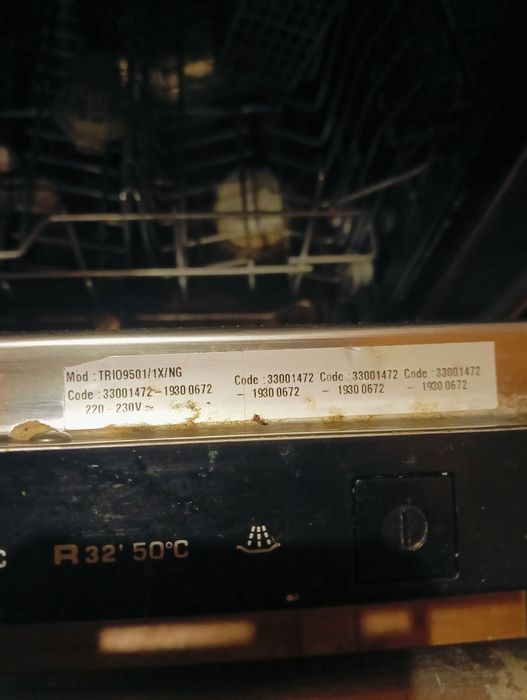 Mod : TRIO9501/1X/NG
Code : 33001472 – 1930 0672
220 – 230V ~
Code : 33001472
– 1930 0672
Code : 33001472
– 1930 0672
Code : 33001472
– 1930 0672
C
R 32' 50°C